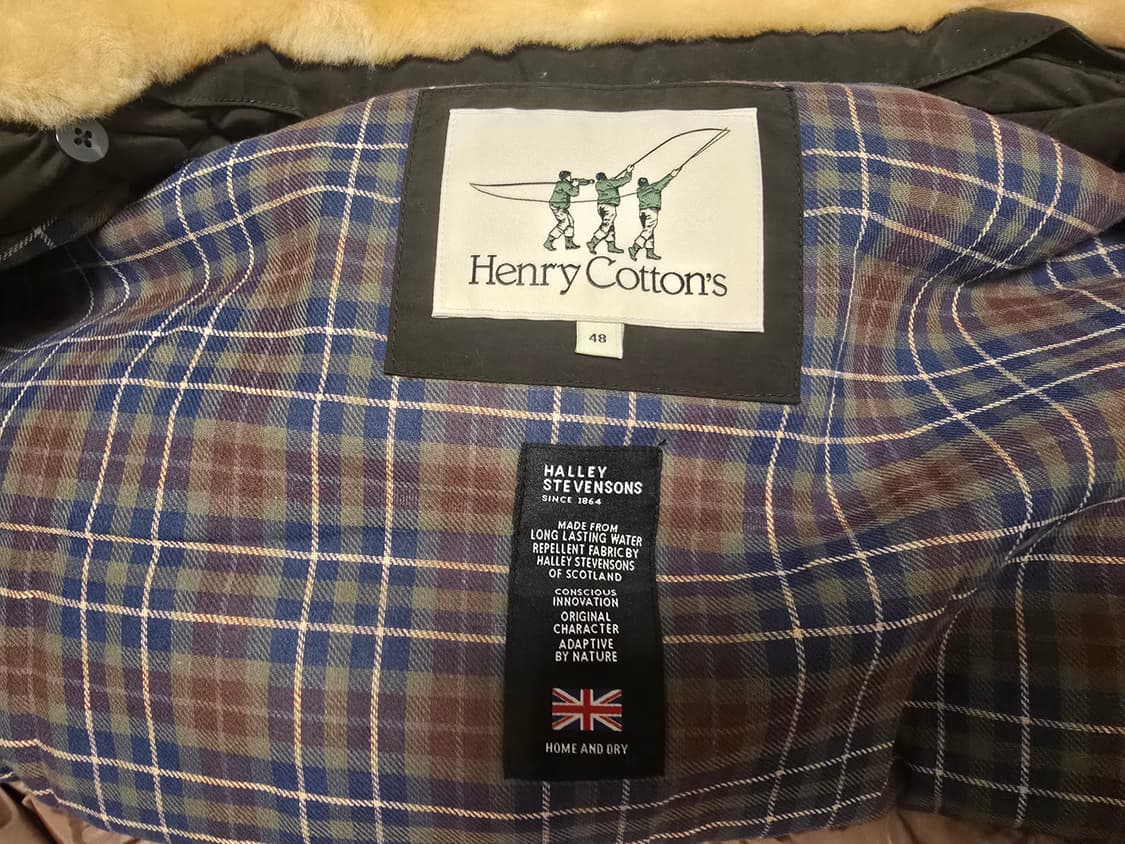 Henry Cotton's
48
HALLEY
STEVENSONS
SINCE 1864
MADE FROM
LONG LASTING WATER
REPELLENT FABRIC BY
HALLEY STEVENSONS
OF SCOTLAND
CONSCIOUS
INNOVATION
ORIGINAL
CHARACTER
ADAPTIVE
BY NATURE
HOME AND DRY